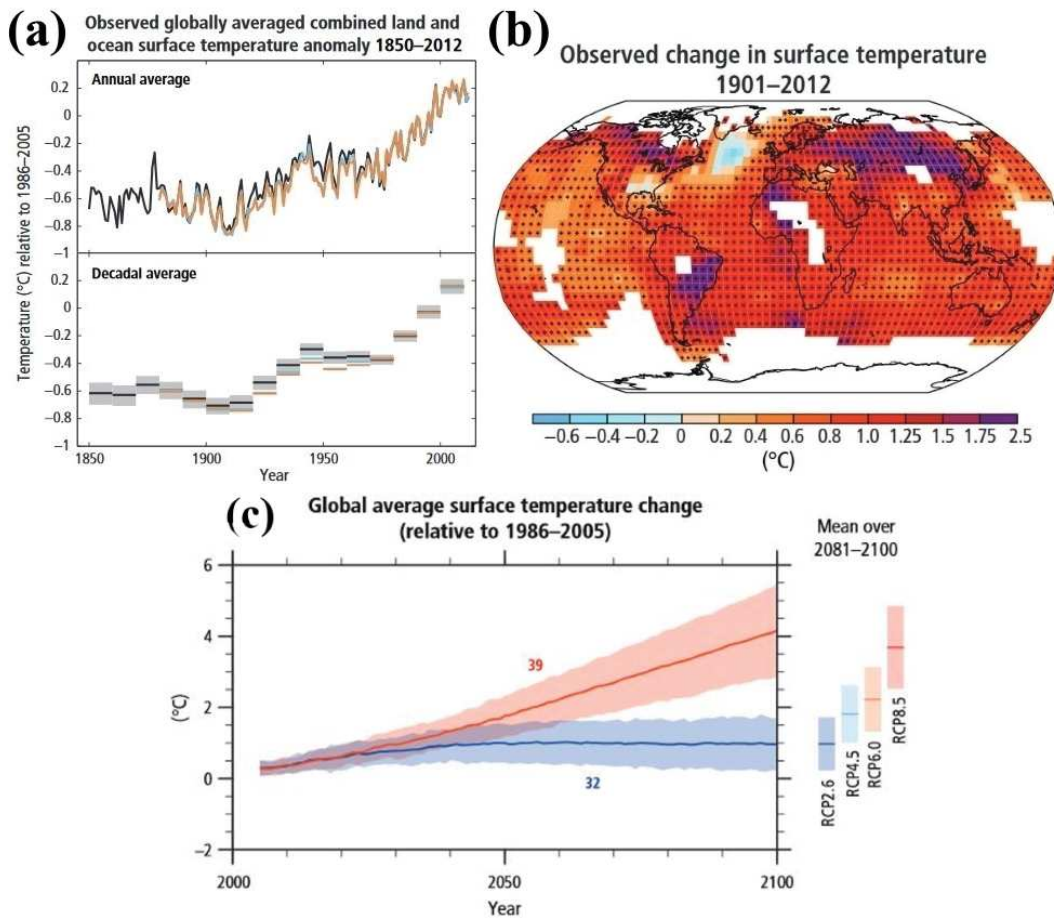 (a)
Observed globally averaged combined land and
ocean surface temperature anomaly 1850–2012
Annual average
0.2
0
−0.2
−0.4
−0.6
−0.8
−1
Decadal average
0.2
0
−0.2
−0.4
−0.6
−0.8
−1
Temperature (°C) relative to 1986–2005
1850
1900
1950
2000
Year
(b)
Observed change in surface temperature
1901–2012
−0.6 −0.4 −0.2 0 0.2 0.4 0.6 0.8 1.0 1.25 1.5 1.75 2.5
(°C)
(c)
Global average surface temperature change
(relative to 1986–2005)
6
4
2
0
−2
(°C)
39
32
2000
2050
2100
Year
Mean over
2081–2100
RCP2.6
RCP4.5
RCP6.0
RCP8.5